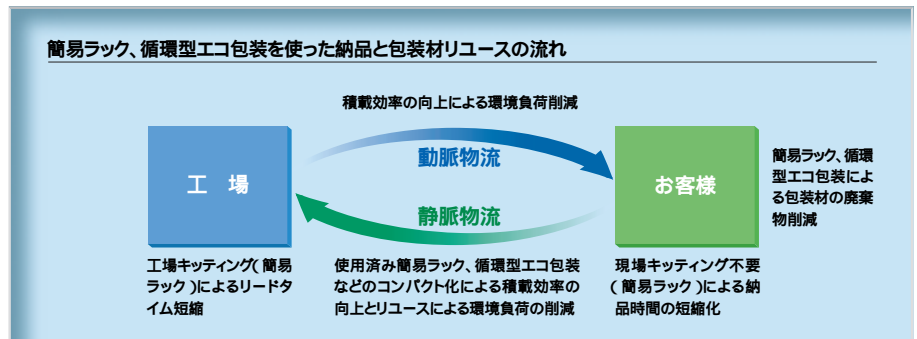 簡易ラック、循環型エコ包装を使った納品と包装材リユースの流れ
積載効率の向上による環境負荷削減
動脈物流
工 場
お客様
簡易ラック、循環
型エコ包装によ
る包装材の廃棄
物削減
静脈物流
工場キッティング(簡易
ラック)によるリードタ
イム短縮
使用済み簡易ラック、循環型エコ包装
などのコンパクト化による積載効率の
向上とリユースによる環境負荷の削減
現場キッティング不要
(簡易ラック)による納
品時間の短縮化